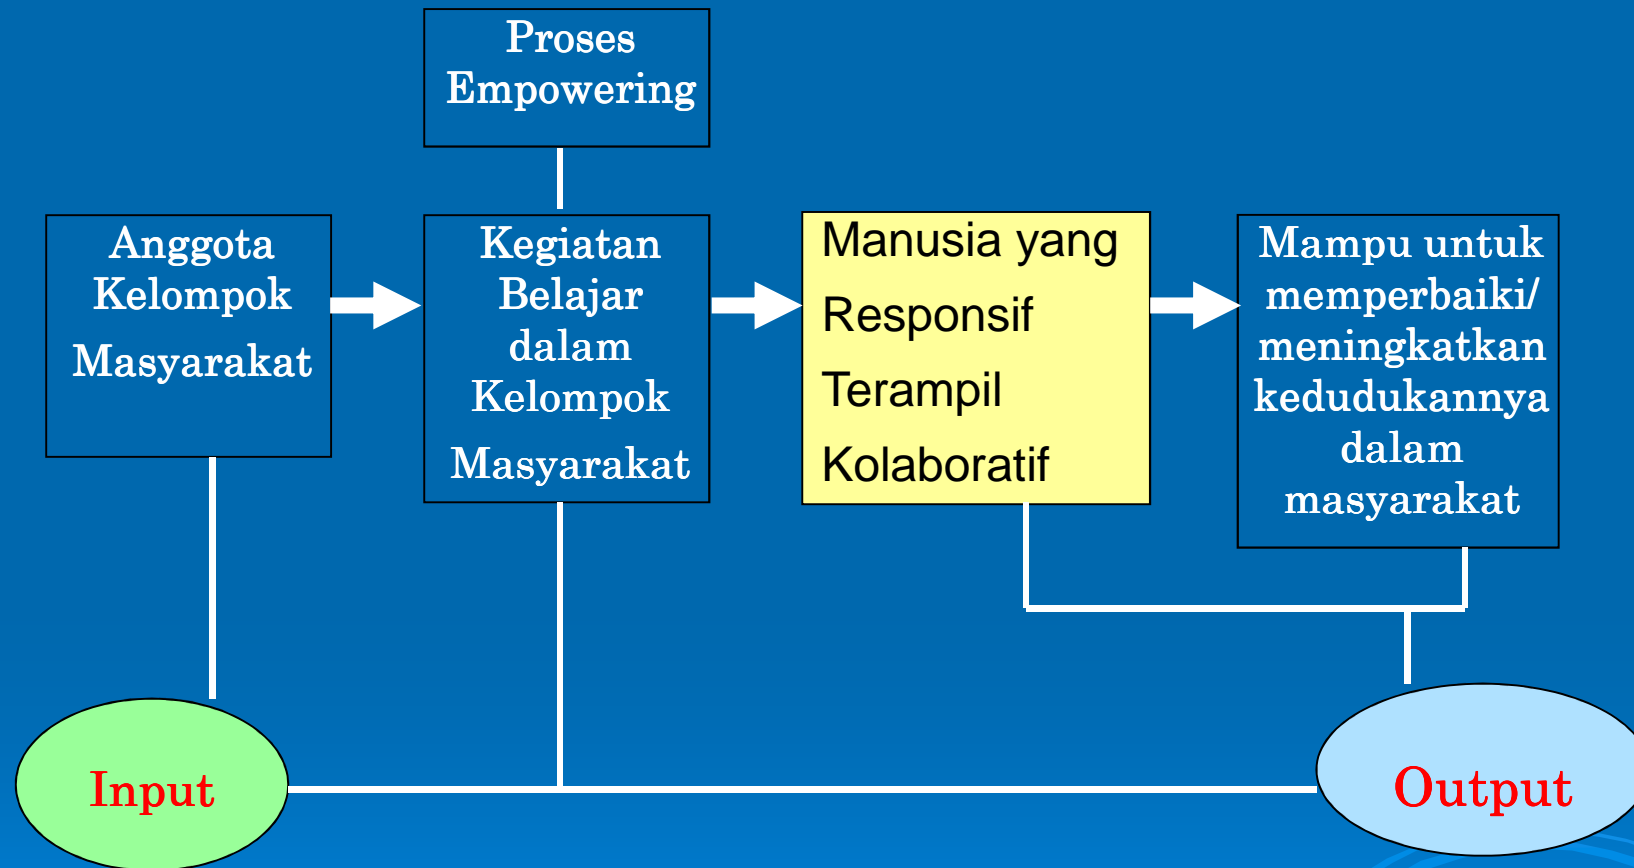 Proses
Empowering
Anggota
Kelompok
Masyarakat
Kegiatan
Belajar
dalam
Kelompok
Masyarakat
Manusia yang
Responsif
Terampil
Kolaboratif
Mampu untuk
memperbaiki/
meningkatkan
kedudukannya
dalam
masyarakat
Input
Output